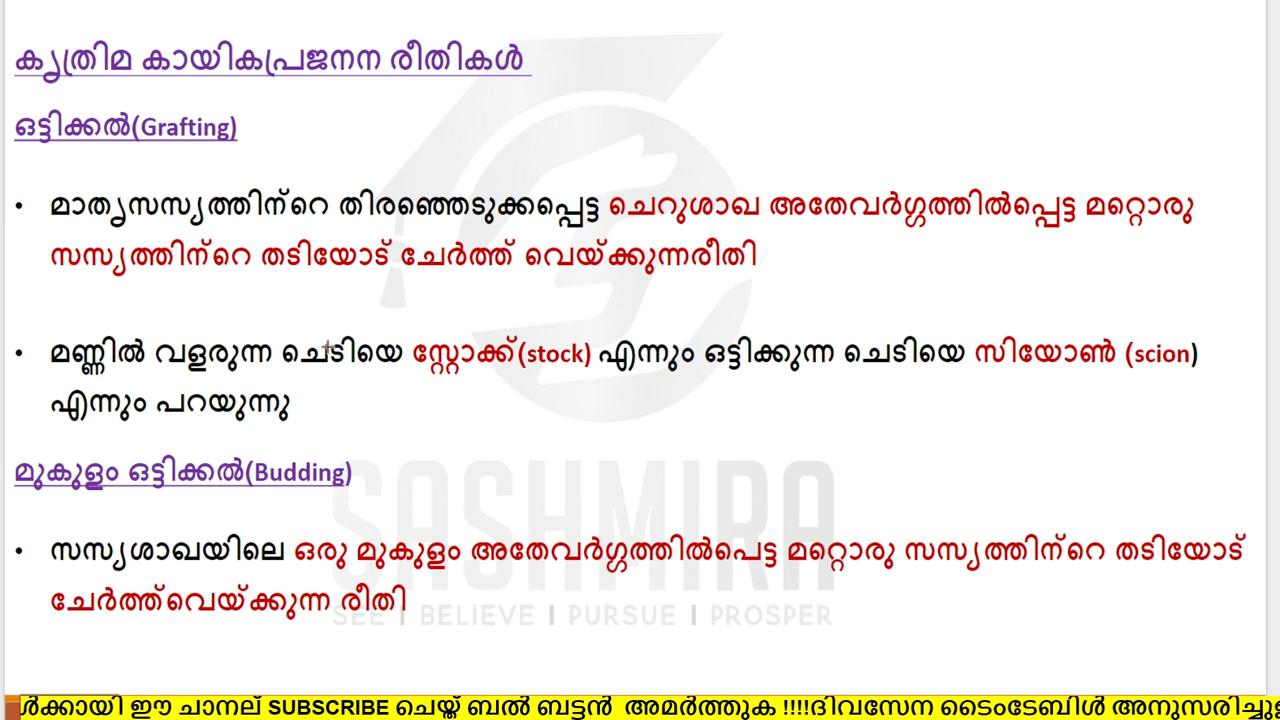 കൃത്രിമ കായികപ്രജനന രീതികൾ
ഒട്ടിക്കൽ(Grafting)
• മാതൃസസ്യത്തിന്റെ തിരഞ്ഞെടുക്കപ്പെട്ട ചെറുശാഖ അതേവർഗ്ഗത്തിൽപ്പെട്ട മറ്റൊരു
സസ്യത്തിന്റെ തടിയോട് ചേർത്ത് വെയ്ക്കുന്നരീതി
• മണ്ണിൽ വളരുന്ന ചെടിയെ സ്റ്റോക്ക്(stock) എന്നും ഒട്ടിക്കുന്ന ചെടിയെ സിയോൺ (scion)
എന്നും പറയുന്നു
മുകുളം ഒട്ടിക്കൽ(Budding)
• സസ്യശാഖയിലെ ഒരു മുകുളം അതേവർഗ്ഗത്തിൽപെട്ട മറ്റൊരു സസ്യത്തിന്റെ തടിയോട്
ചേർത്ത്വെയ്ക്കുന്ന രീതി
SASHMIRA
SEE I BELIEVE I PURSUE I PROSPER
ൾക്കായി ഈ ചാനല് SUBSCRIBE ചെയ്ത് ബൽ ബട്ടൻ അമർത്തുക !!!!ദിവസേന ടൈംടേബിൾ അനുസരിച്ചുള